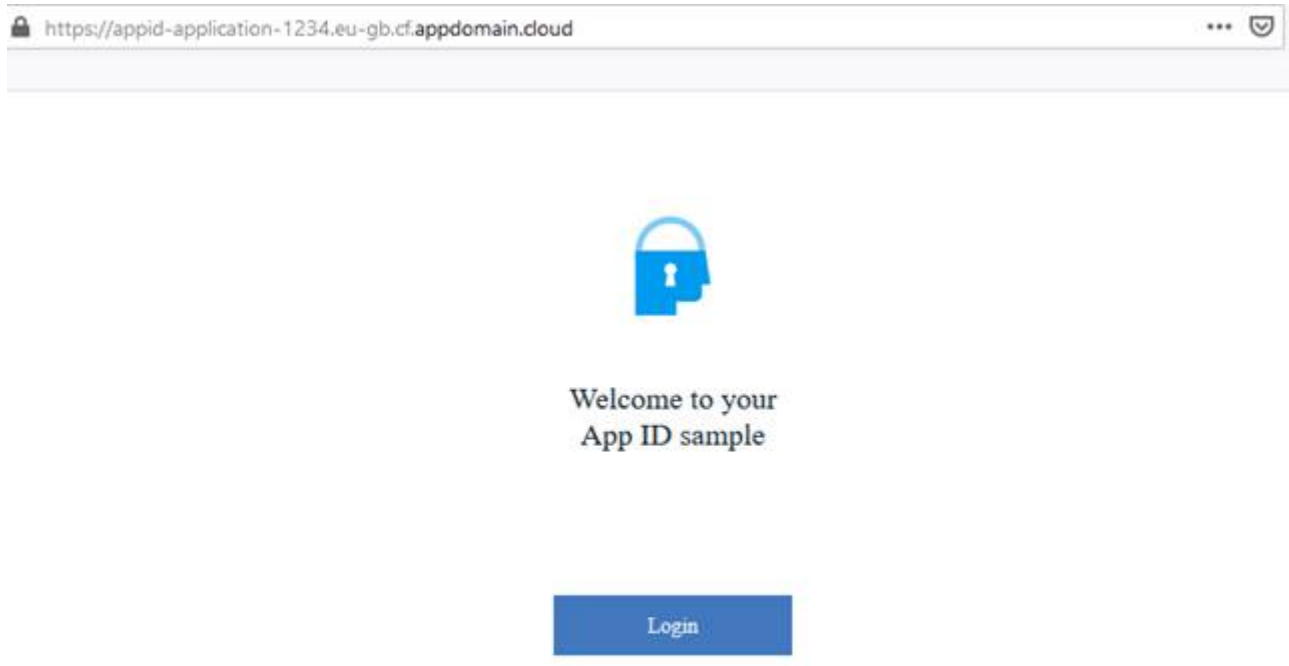 https://appid-application-1234.eu-gb.cf.appdomain.cloud
Welcome to your
App ID sample
Login